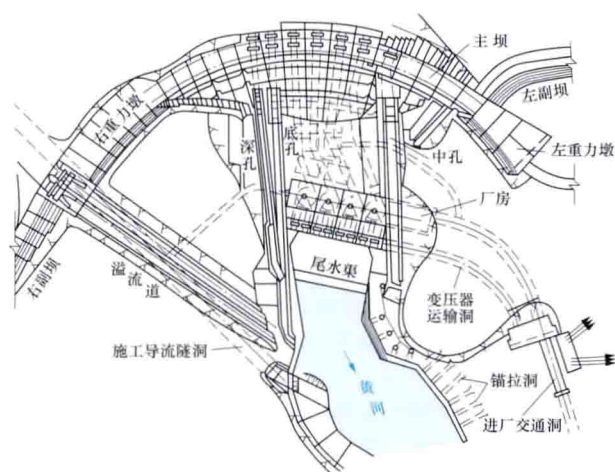 主坝
左副坝
右重力墩
深孔
底孔
中孔
左重力墩
厂房
尾水渠
右副坝
溢流道
变压器
运输洞
施工导流隧洞
黄河
锚拉洞
进厂交通洞